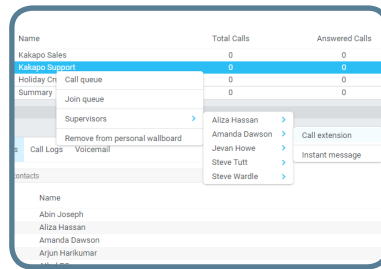 Name Total Calls Answered Calls
Kakapo Sales 0 0
Kakapo Support 0 0
Holiday 0 0
Summary 0 0
Call queue
Join queue
Supervisors
Remove from personal wallboard
Aliza Hassan
Amanda Dawson
Jevan Howe
Steve Tutt
Steve Wardle
Call extension
Instant message
Call Logs Voicemail
Name
Abin Joseph
Aliza Hassan
Amanda Dawson
Arjun Harikumar